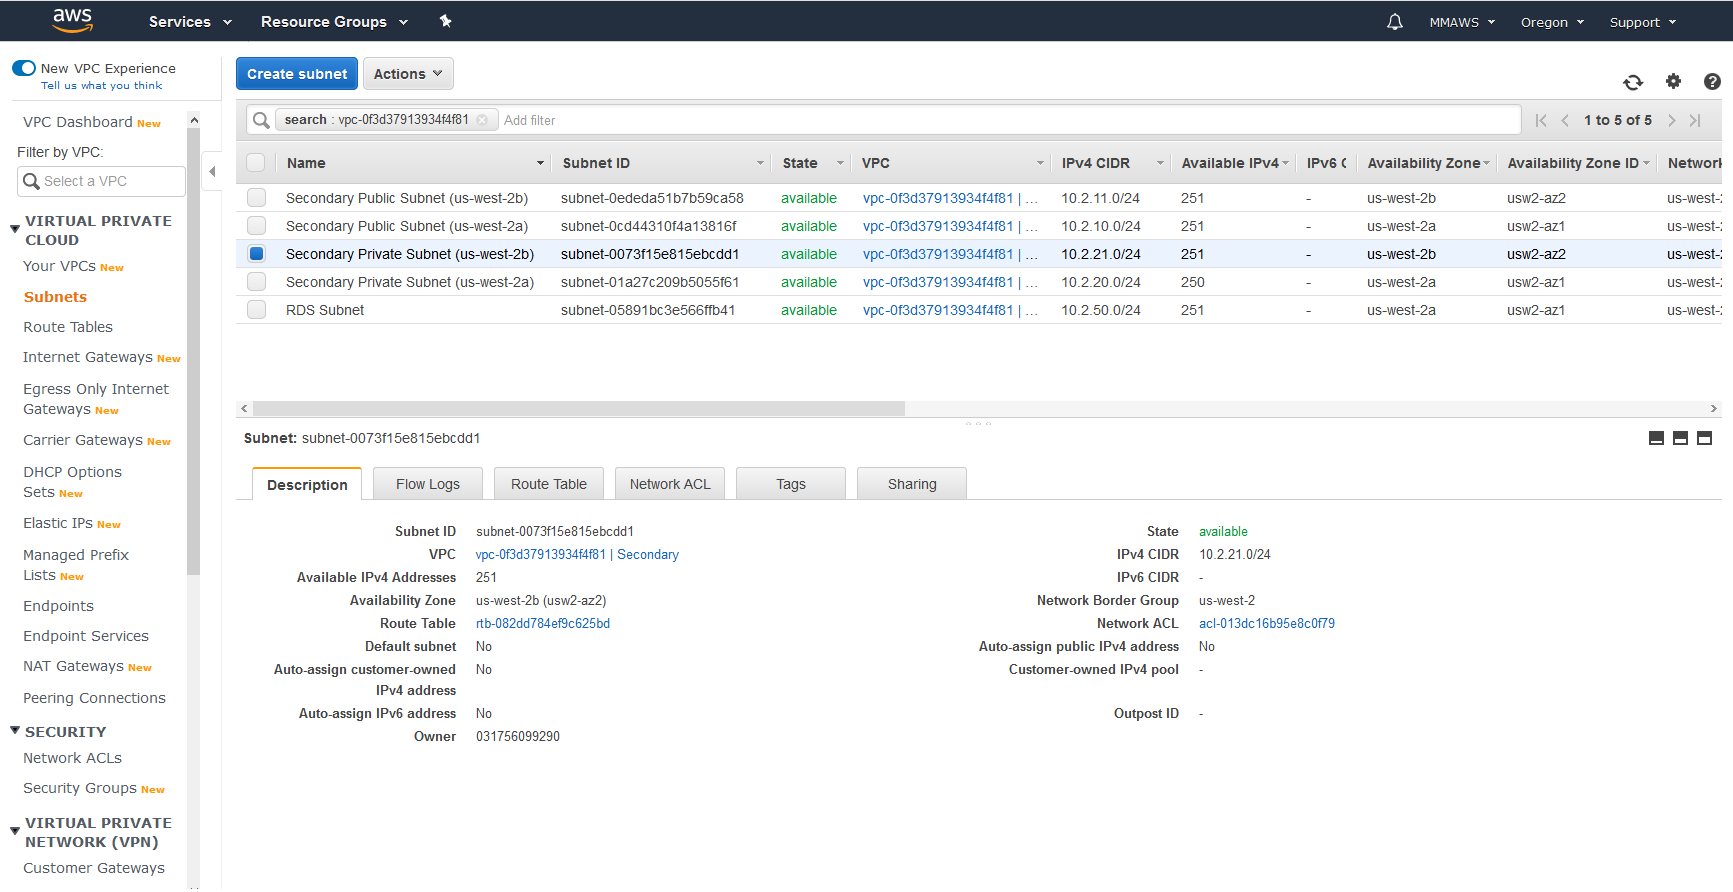 aws Services Resource Groups MMAWS Oregon Support
New VPC Experience
Tell us what you think
Create subnet Actions
search : vpc-0f3d37913934f4f81 Add filter 1 to 5 of 5
VPC Dashboard New
Filter by VPC:
Select a VPC
VIRTUAL PRIVATE
CLOUD
Your VPCs New
Subnets
Route Tables
Internet Gateways New
Egress Only Internet
Gateways New
Carrier Gateways New
DHCP Options
Sets New
Elastic IPs New
Managed Prefix
Lists New
Endpoints
Endpoint Services
NAT Gateways New
Peering Connections
SECURITY
Network ACLs
Security Groups New
VIRTUAL PRIVATE
NETWORK (VPN)
Customer Gateways
Name Subnet ID State VPC IPv4 CIDR Available IPv4 IPv6 C Availability Zone Availability Zone ID Network
Secondary Public Subnet (us-west-2b) subnet-0ededa51b7b59ca58 available vpc-0f3d37913934f4f81 | ... 10.2.11.0/24 251 - us-west-2b usw2-az2 us-west-2
Secondary Public Subnet (us-west-2a) subnet-0cd44310f4a13816f available vpc-0f3d37913934f4f81 | ... 10.2.10.0/24 251 - us-west-2a usw2-az1 us-west-2
Secondary Private Subnet (us-west-2b) subnet-0073f15e815ebcdd1 available vpc-0f3d37913934f4f81 | ... 10.2.21.0/24 251 - us-west-2b usw2-az2 us-west-2
Secondary Private Subnet (us-west-2a) subnet-01a27c209b5055f61 available vpc-0f3d37913934f4f81 | ... 10.2.20.0/24 250 - us-west-2a usw2-az1 us-west-2
RDS Subnet subnet-05891bc3e566ffb41 available vpc-0f3d37913934f4f81 | ... 10.2.50.0/24 251 - us-west-2a usw2-az1 us-west-2
Subnet: subnet-0073f15e815ebcdd1
Description Flow Logs Route Table Network ACL Tags Sharing
Subnet ID subnet-0073f15e815ebcdd1 State available
VPC vpc-0f3d37913934f4f81 | Secondary IPv4 CIDR 10.2.21.0/24
Available IPv4 Addresses 251 IPv6 CIDR -
Availability Zone us-west-2b (usw2-az2) Network Border Group us-west-2
Route Table rtb-082dd784ef9c625bd Network ACL acl-013dc16b95e8c0f79
Default subnet No Auto-assign public IPv4 address No
Auto-assign customer-owned No Customer-owned IPv4 pool -
IPv4 address
Auto-assign IPv6 address No Outpost ID -
Owner 031756099290